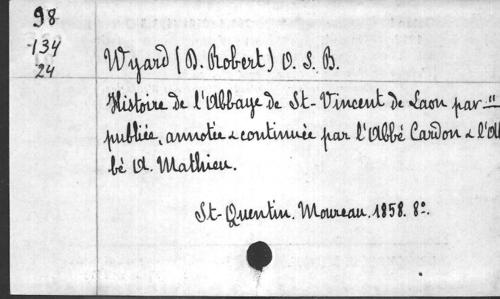 98
-134
24
Wyard (D. Robert) O. S. B.
Histoire de l'Abbaye de St-Vincent de Laon par "
publiée, annotée & continuée par l'Abbé Cardon & l'Ab
bé A. Mathieu.
St-Quentin. Moureau. 1858. 8°.